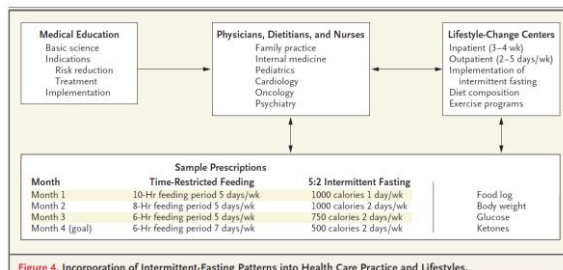 Medical Education
Basic science
Indications
Risk reduction
Treatment
Implementation
Physicians, Dietitians, and Nurses
Family practice
Internal medicine
Pediatrics
Cardiology
Oncology
Psychiatry
Lifestyle-Change Centers
Inpatient (3–4 wk)
Outpatient (2–5 days/wk)
Implementation of
intermittent fasting
Diet composition
Exercise programs
Sample Prescriptions
Month Time-Restricted Feeding 5:2 Intermittent Fasting
Month 1 10-Hr feeding period 5 days/wk 1000 calories 1 day/wk Food log
Month 2 8-Hr feeding period 5 days/wk 1000 calories 2 days/wk Body weight
Month 3 6-Hr feeding period 5 days/wk 750 calories 2 days/wk Glucose
Month 4 (goal) 6-Hr feeding period 7 days/wk 500 calories 2 days/wk Ketones
Figure 4. Incorporation of Intermittent-Fasting Patterns into Health Care Practice and Lifestyles.